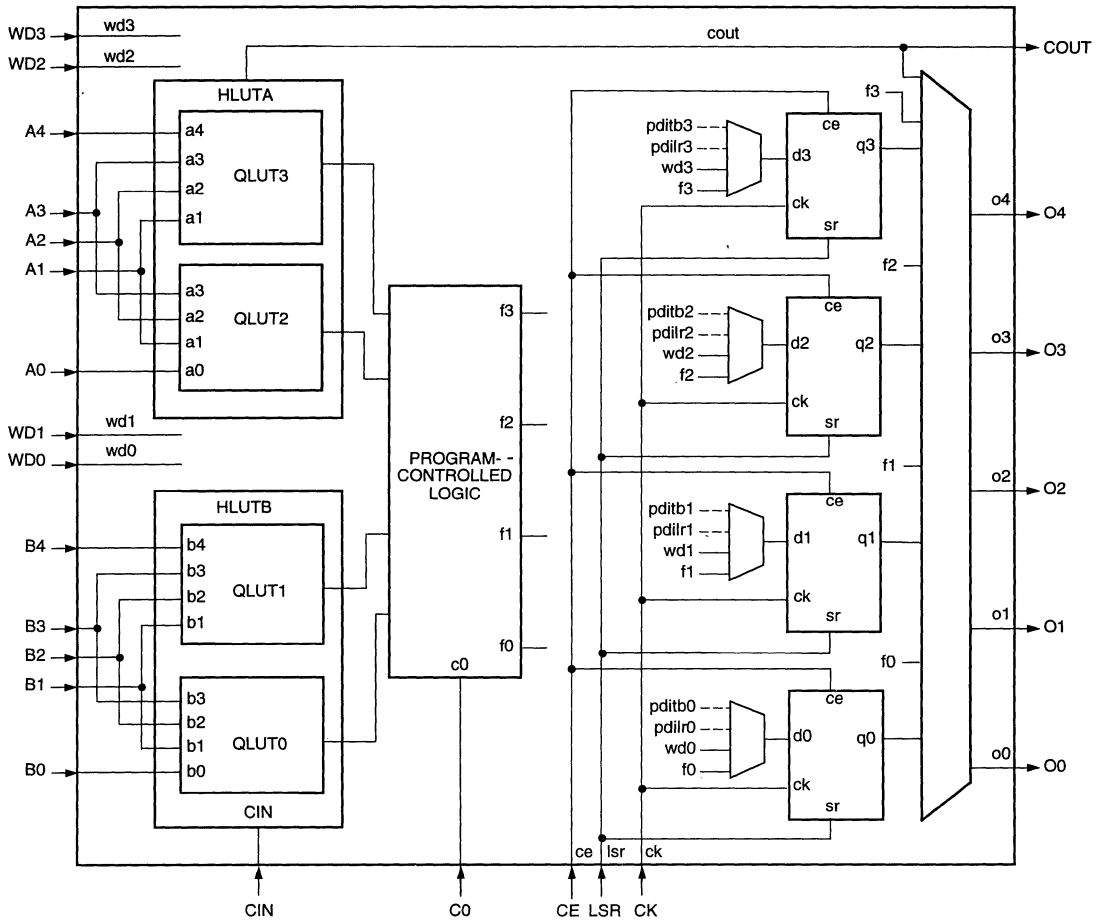 WD3
wd3
cout
COUT
WD2
wd2
HLUTA
f3
A4
a4
a3
a2
a1
QLUT3
A3
A2
A1
a3
a2
a1
a0
QLUT2
A0
WD1
wd1
WD0
wd0
HLUTB
B4
b4
b3
b2
b1
QLUT1
B3
B2
B1
b3
b2
b1
b0
QLUT0
B0
CIN
f3
f2
PROGRAM-
CONTROLLED
LOGIC
f1
f0
c0
pditb3
pdilr3
wd3
f3
ce
d3
q3
ck
sr
f2
pditb2
pdilr2
wd2
f2
ce
d2
q2
ck
sr
f1
pditb1
pdilr1
wd1
f1
ce
d1
q1
ck
sr
f0
pditb0
pdilr0
wd0
f0
ce
d0
q0
ck
sr
o4
O4
o3
O3
o2
O2
o1
O1
o0
O0
ce
lsr
ck
CIN
C0
CE
LSR
CK